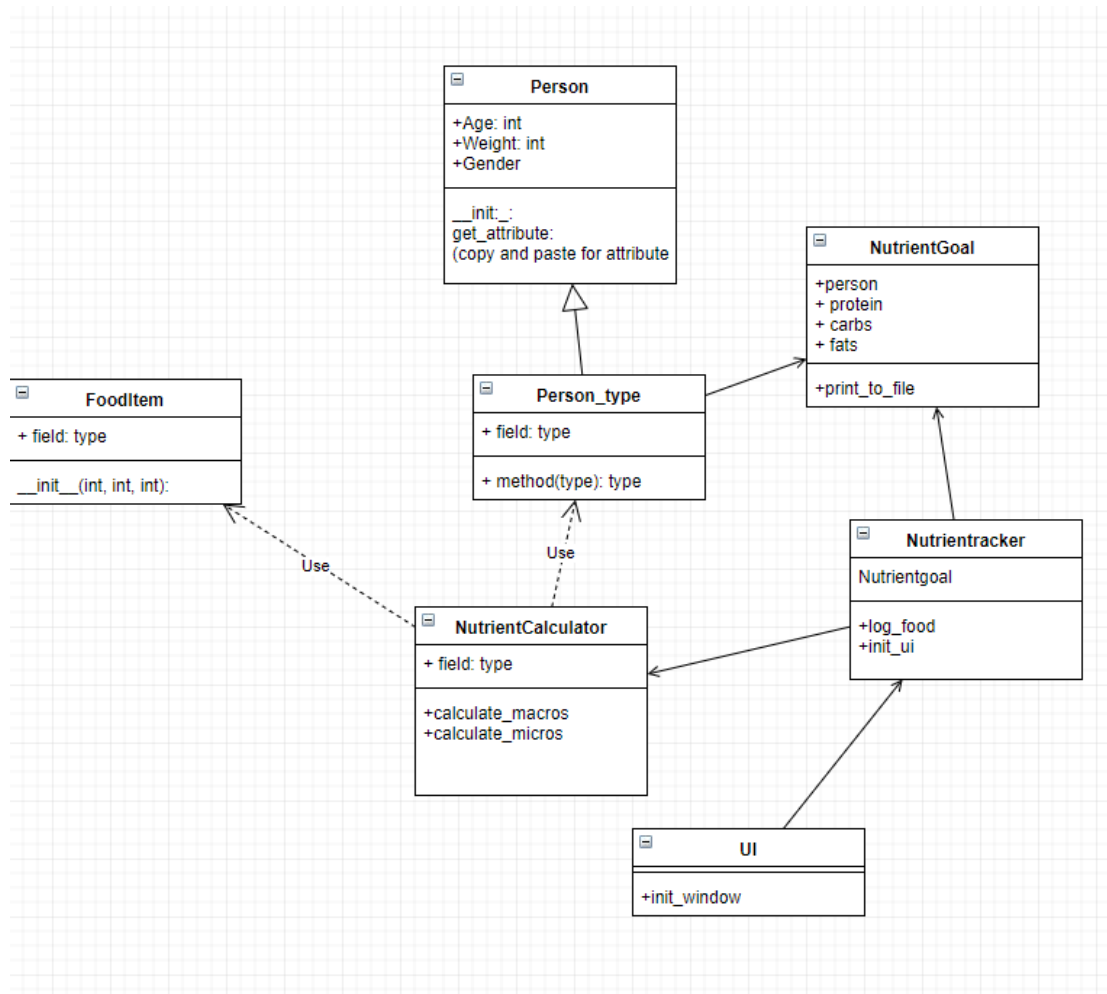 Person
+Age: int
+Weight: int
+Gender
__init:_:
get_attribute:
(copy and paste for attribute
NutrientGoal
+person
+ protein
+ carbs
+ fats
+print_to_file
FoodItem
+ field: type
__init__(int, int, int):
Person_type
+ field: type
+ method(type): type
Use
Use
Nutrientracker
Nutrientgoal
+log_food
+init_ui
NutrientCalculator
+ field: type
+calculate_macros
+calculate_micros
UI
+init_window